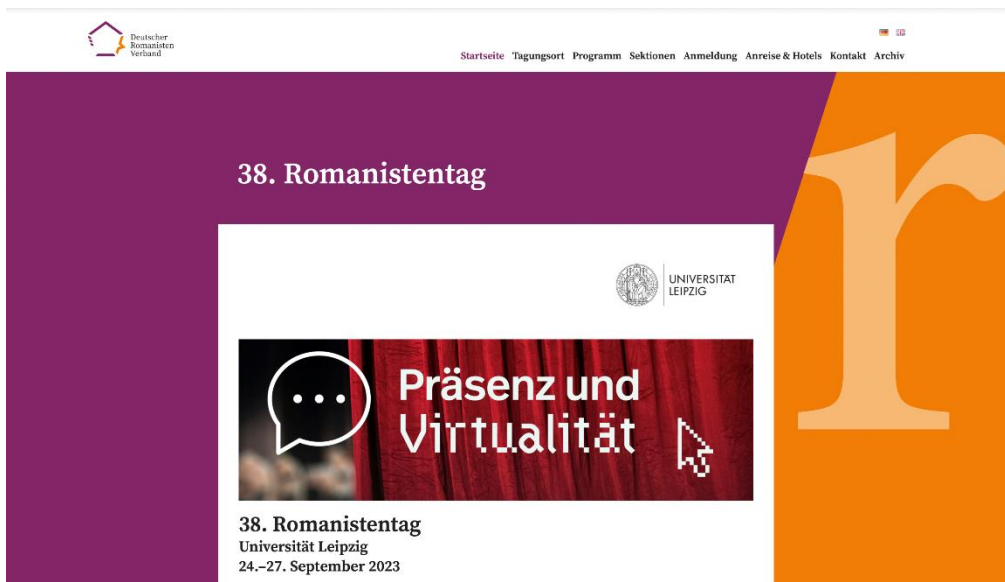 Deutscher
Romanisten
Verband
Startseite Tagungsort Programm Sektionen Anmeldung Anreise & Hotels Kontakt Archiv
38. Romanistentag
r
UNIVERSITÄT
LEIPZIG
Präsenz und
Virtualität
38. Romanistentag
Universität Leipzig
24.–27. September 2023